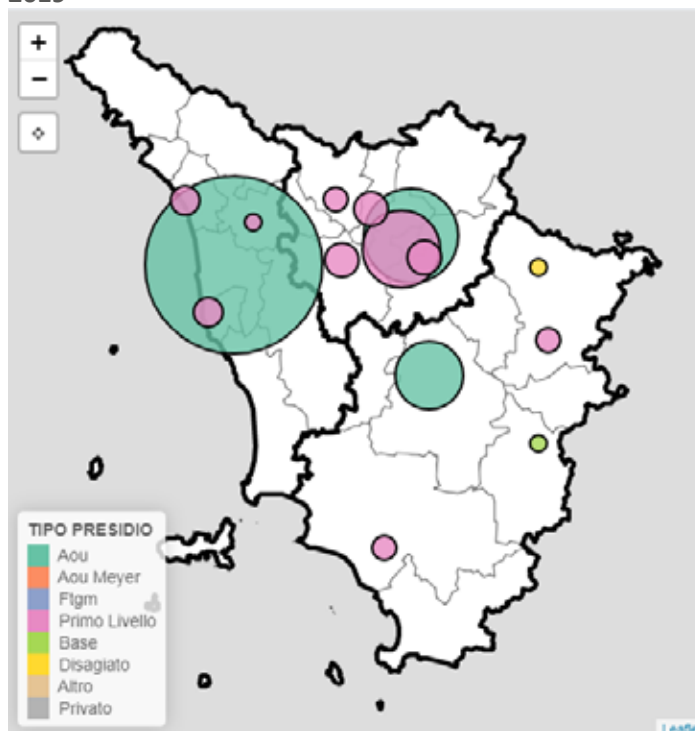 +
−
TIPO PRESIDIO
Aou
Aou Meyer
Ftgm
Primo Livello
Base
Disagiato
Altro
Privato